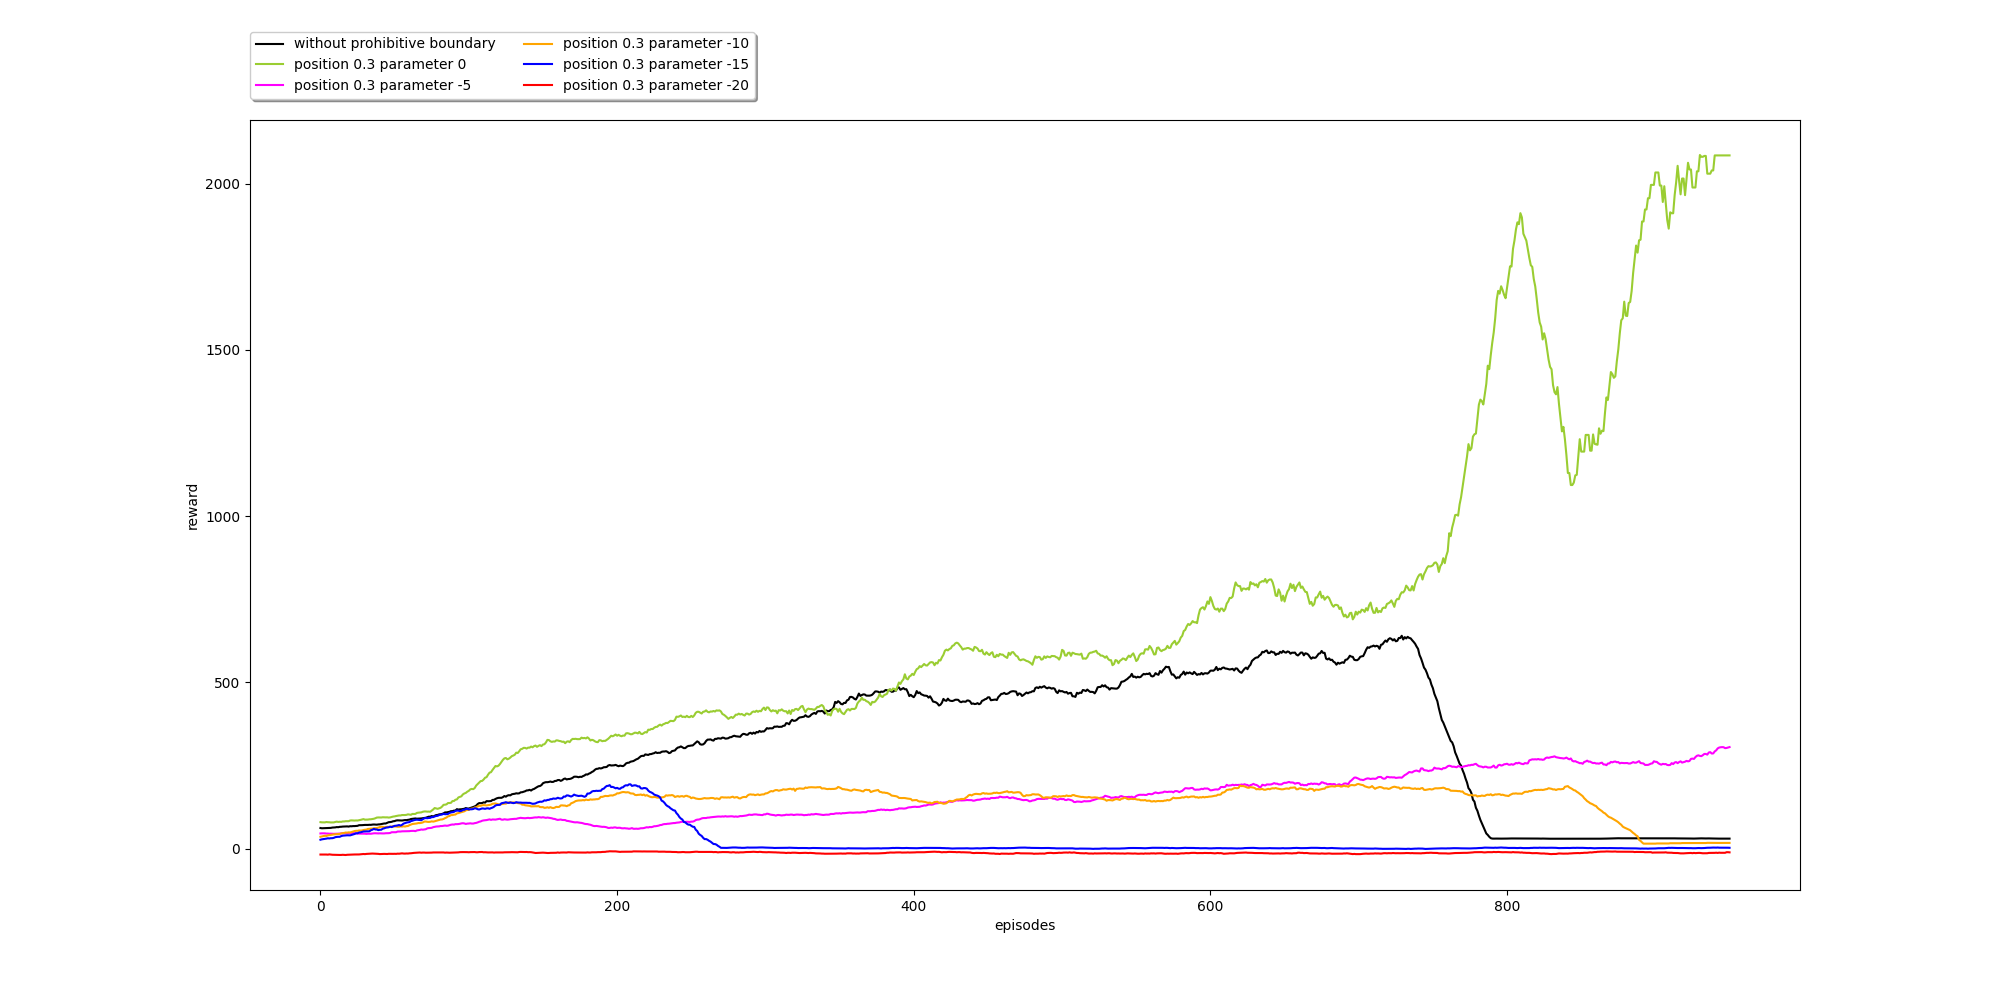 without prohibitive boundary
position 0.3 parameter 0
position 0.3 parameter -5
position 0.3 parameter -10
position 0.3 parameter -15
position 0.3 parameter -20
2000
1500
1000
500
0
reward
0 200 400 600 800
episodes